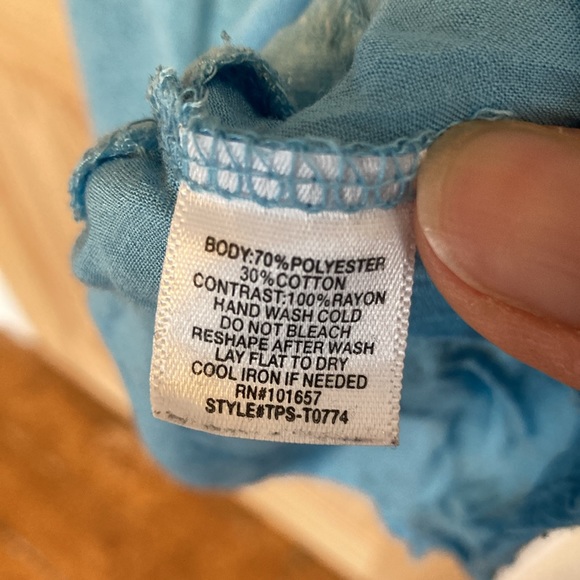 BODY:70%POLYESTER
30%COTTON
CONTRAST:100%RAYON
HAND WASH COLD
DO NOT BLEACH
RESHAPE AFTER WASH
LAY FLAT TO DRY
COOL IRON IF NEEDED
RN#101657
STYLE#TPS-T0774